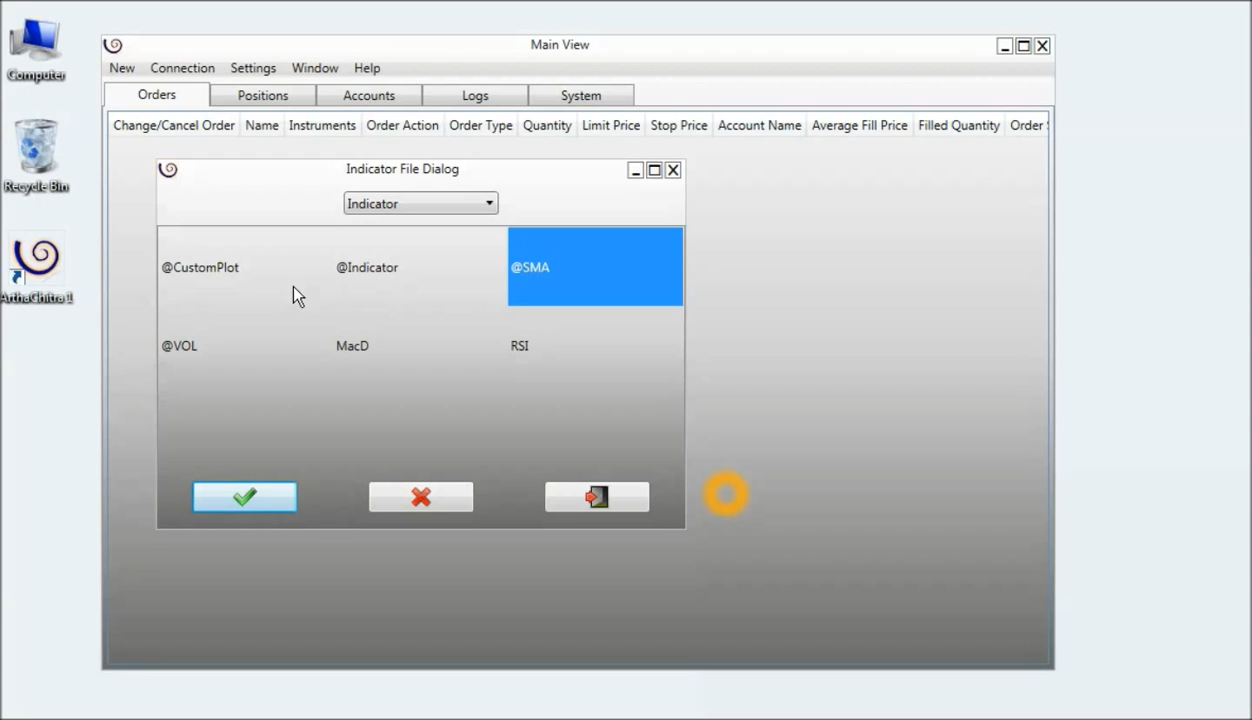 Main View
New Connection Settings Window Help
Orders Positions Accounts Logs System
Change/Cancel Order Name Instruments Order Action Order Type Quantity Limit Price Stop Price Account Name Average Fill Price Filled Quantity Order
Indicator File Dialog
Indicator
@CustomPlot @Indicator @SMA
@VOL MacD RSI
Computer
Recycle Bin